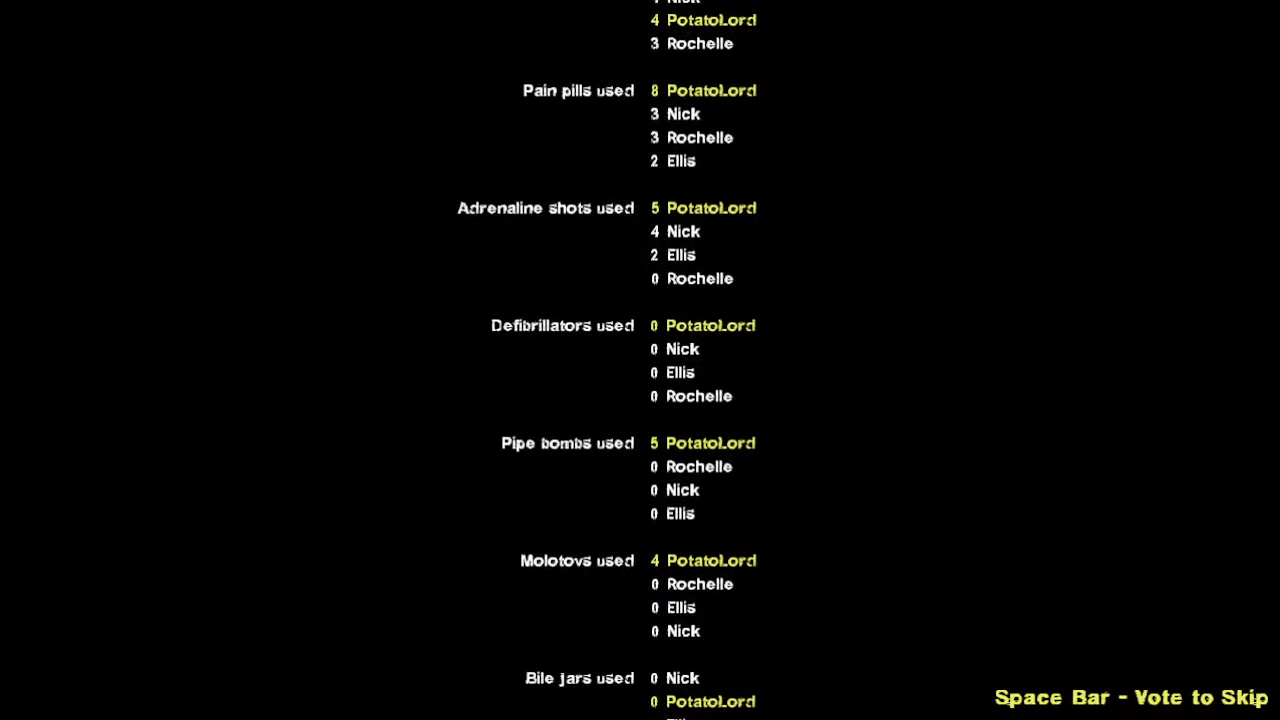 4 PotatoLord
3 Rochelle
Pain pills used 8 PotatoLord
3 Nick
3 Rochelle
2 Ellis
Adrenaline shots used 5 PotatoLord
4 Nick
2 Ellis
0 Rochelle
Defibrillators used 0 PotatoLord
0 Nick
0 Ellis
0 Rochelle
Pipe bombs used 5 PotatoLord
0 Rochelle
0 Nick
0 Ellis
Molotovs used 4 PotatoLord
0 Rochelle
0 Ellis
0 Nick
Bile jars used 0 Nick
0 PotatoLord
Space Bar - Vote to Skip